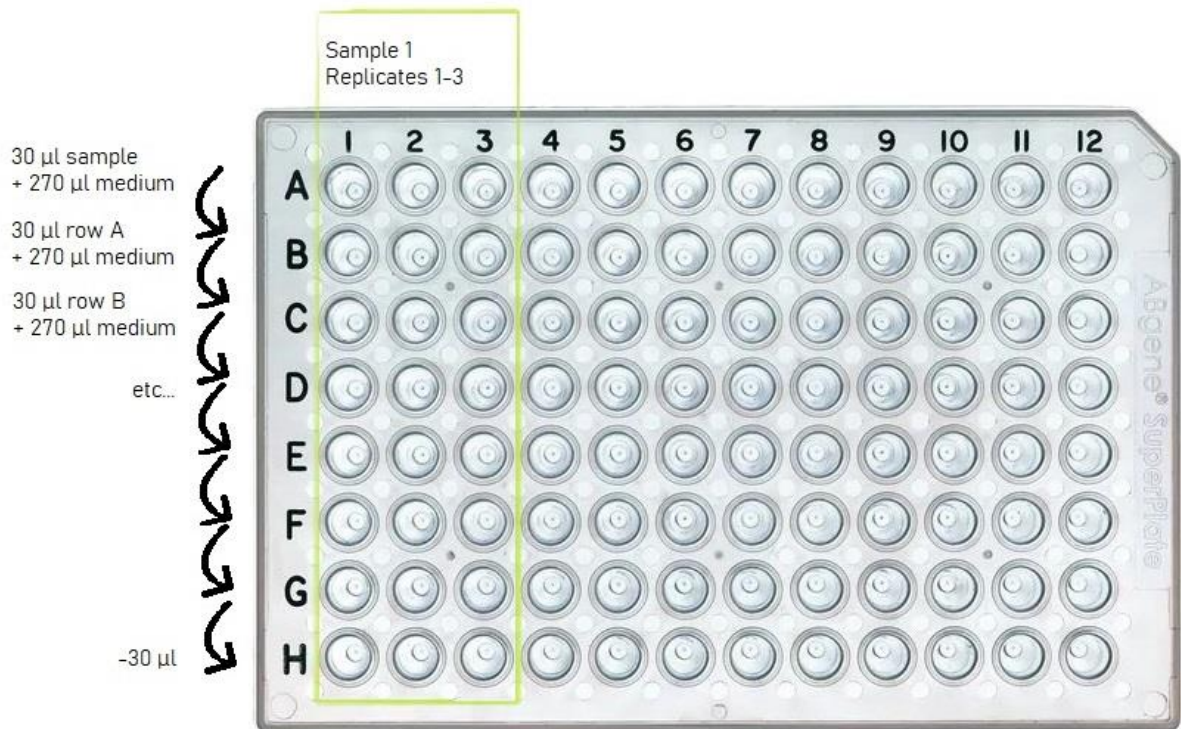 Sample 1
Replicates 1-3
1 2 3 4 5 6 7 8 9 10 11 12
30 µl sample
+ 270 µl medium
A
30 µl row A
+ 270 µl medium
B
30 µl row B
+ 270 µl medium
C
etc...
D
E
F
G
-30 µl
H
ABgene® SuperPlate